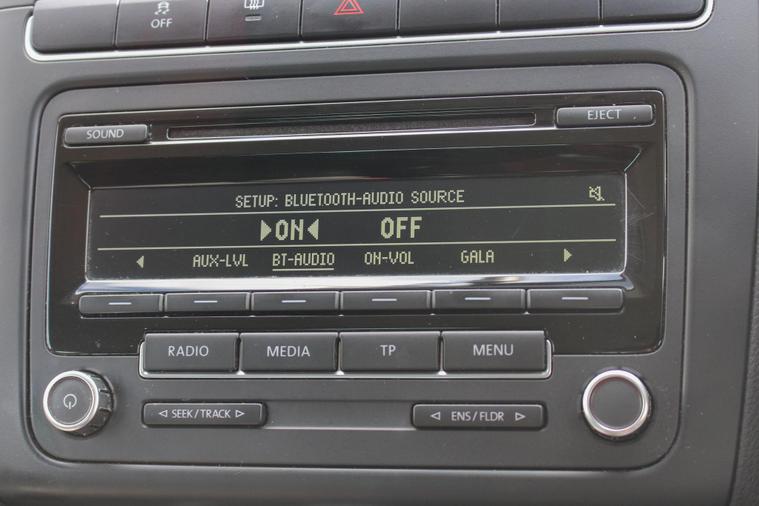 OFF
EJECT
SOUND
SETUP: BLUETOOTH-AUDIO SOURCE
ON OFF
AUX-LVL BT-AUDIO ON-VOL GALA
RADIO MEDIA TP MENU
SEEK/TRACK ENS/FLDR